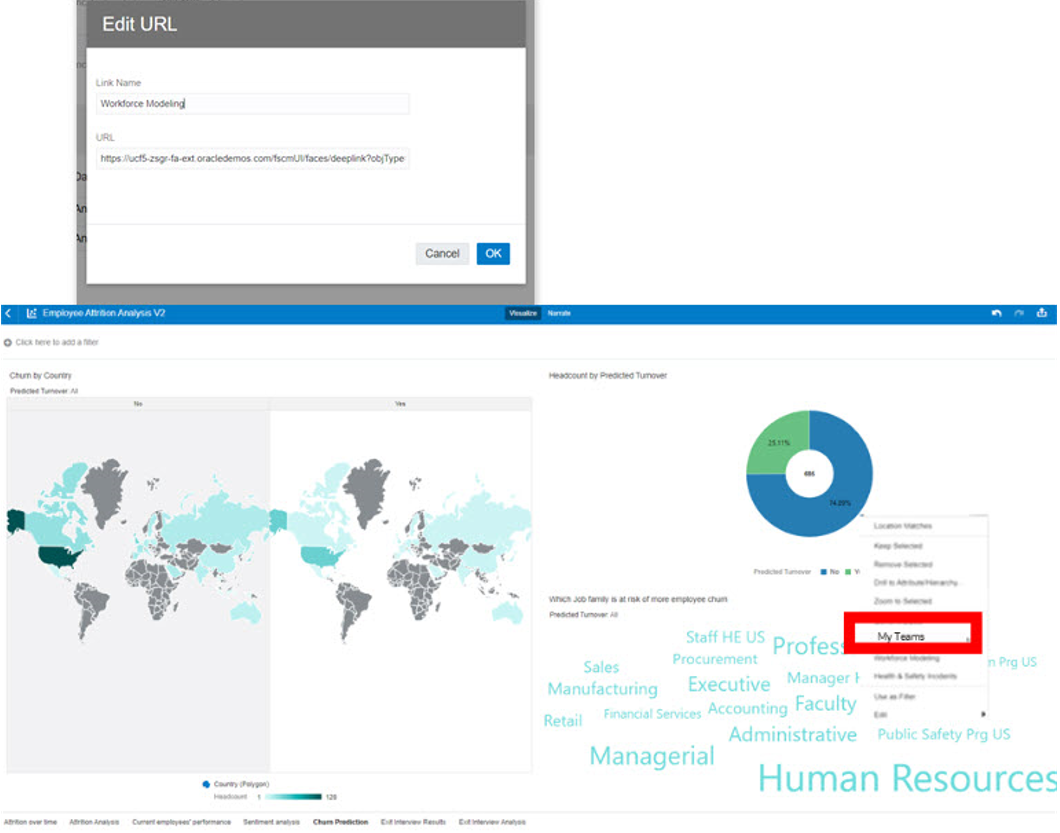 Edit URL
Link Name
Workforce Modeling
URL
https://ucf5-zsgr-fa-ext.oracledemos.com/fscmUI/faces/deeplink?objType
Da
An
An
Cancel
OK
Employee Attrition Analysis V2
Visualize
Narrate
Click here to add a filter
Churn by Country
Predicted Turnover: All
No
Yes
Country (Polygon)
Headcount
1
128
Headcount by Predicted Turnover
25.11%
74.89%
Predicted Turnover
No
Y
Location Matches
Keep Selected
Remove Selected
Drill to Attribute/Hierarchy...
Zoom to Selected
My Teams
Workforce Modeling
Health & Safety Incidents
Use as Filter
Edit
Which Job family is at risk of more employee churn
Predicted Turnover: All
Staff HE US
Profess
Sales
Procurement
n Prg US
Manufacturing
Executive
Manager
Retail
Financial Services
Accounting
Faculty
Administrative
Public Safety Prg US
Managerial
Human Resources
Attrition over time
Attrition Analysis
Current employees' performance
Sentiment analysis
Churn Prediction
Exit Interview Results
Exit Interview Analysis